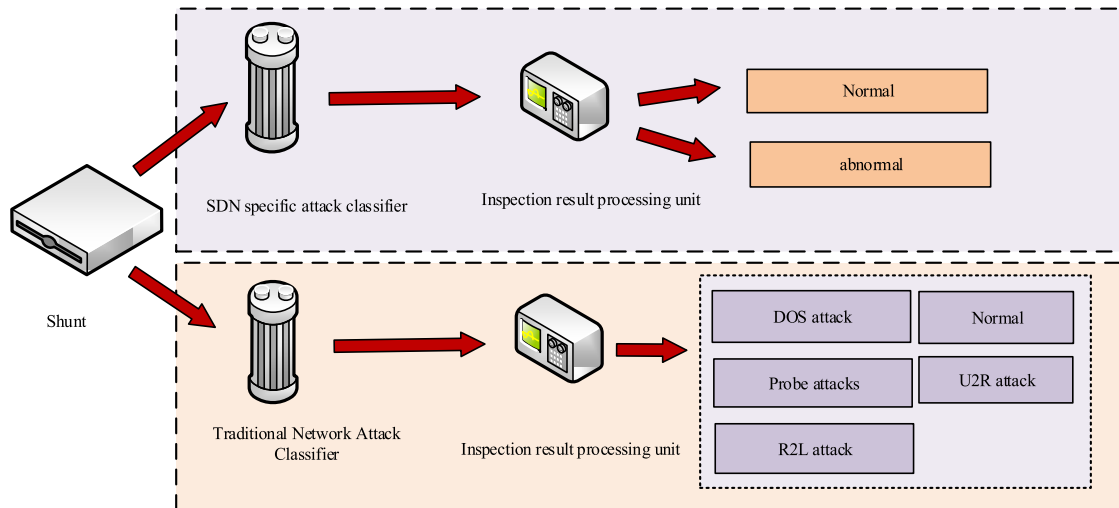 Normal
abnormal
SDN specific attack classifier
Inspection result processing unit
Shunt
DOS attack
Normal
Probe attacks
U2R attack
R2L attack
Traditional Network Attack
Classifier
Inspection result processing unit